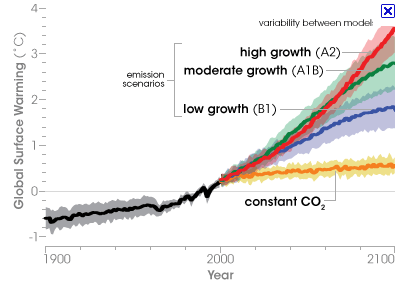 4
variability between model
high growth (A2)
3
moderate growth (A1B)
emission
scenarios
2
low growth (B1)
1
0
constant CO2
-1
Global Surface Warming (˚C)
1900
2000
2100
Year